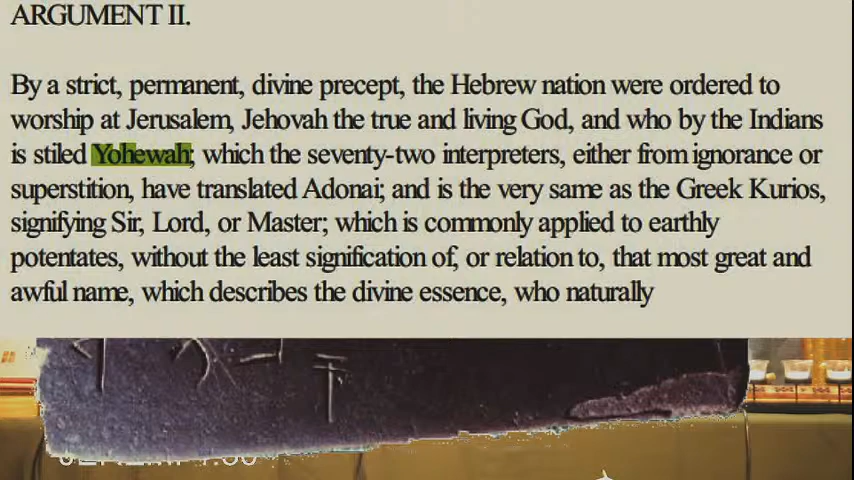 ARGUMENT II.
By a strict, permanent, divine precept, the Hebrew nation were ordered to
worship at Jerusalem, Jehovah the true and living God, and who by the Indians
is stiled Yohewah; which the seventy-two interpreters, either from ignorance or
superstition, have translated Adonai; and is the very same as the Greek Kurios,
signifying Sir, Lord, or Master; which is commonly applied to earthly
potentates, without the least signification of, or relation to, that most great and
awful name, which describes the divine essence, who naturally